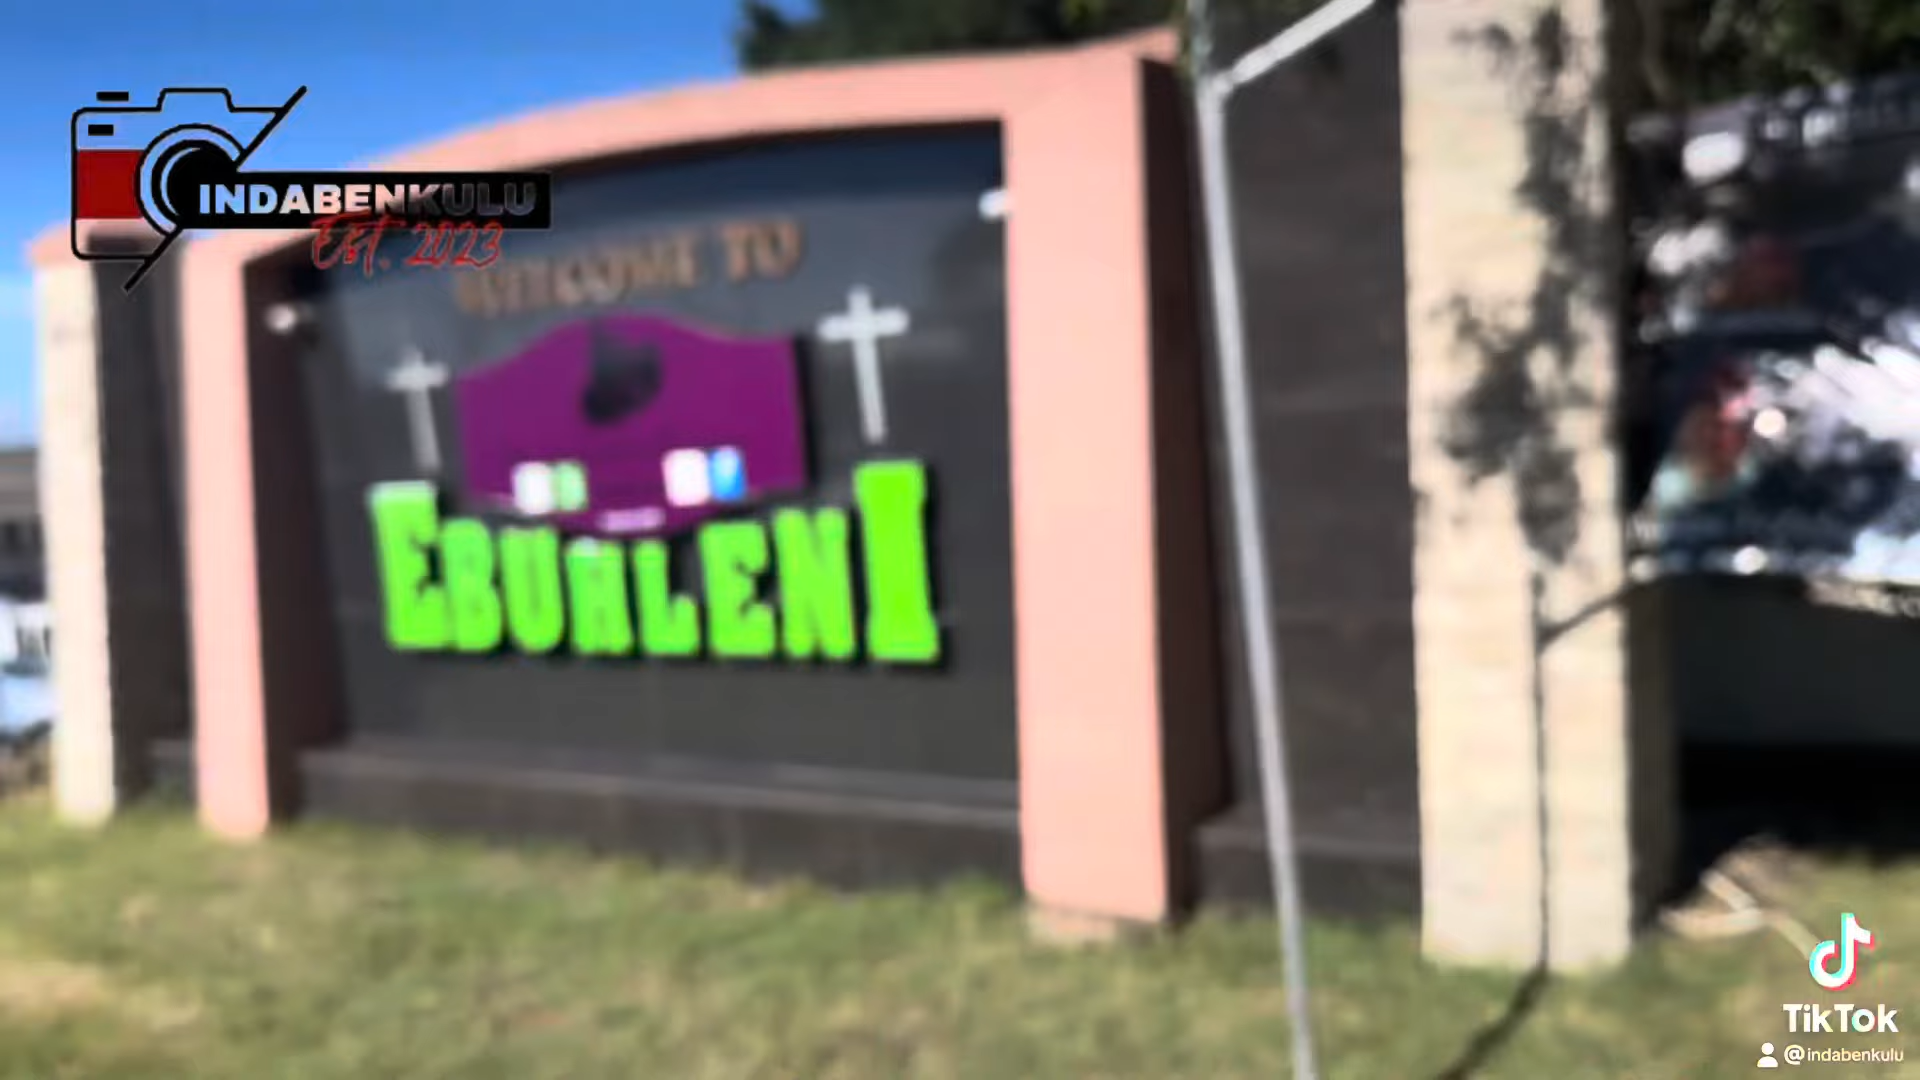 INDABENKULU
Est. 2023
WELCOME TO
EBUHLENI
TikTok
@indabenkulu